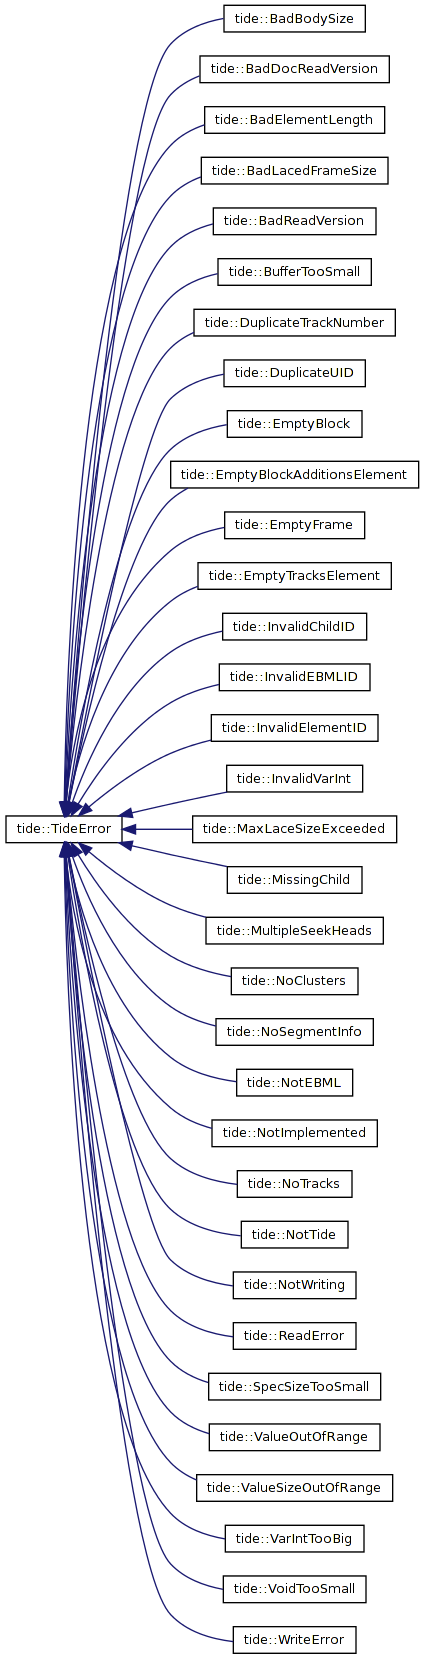 tide::BadBodySize
tide::BadDocReadVersion
tide::BadElementLength
tide::BadLacedFrameSize
tide::BadReadVersion
tide::BufferTooSmall
tide::DuplicateTrackNumber
tide::DuplicateUID
tide::EmptyBlock
tide::EmptyBlockAdditionsElement
tide::EmptyFrame
tide::EmptyTracksElement
tide::InvalidChildID
tide::InvalidEBMLID
tide::InvalidElementID
tide::InvalidVarInt
tide::TideError
tide::MaxLaceSizeExceeded
tide::MissingChild
tide::MultipleSeekHeads
tide::NoClusters
tide::NoSegmentInfo
tide::NotEBML
tide::NotImplemented
tide::NoTracks
tide::NotTide
tide::NotWriting
tide::ReadError
tide::SpecSizeTooSmall
tide::ValueOutOfRange
tide::ValueSizeOutOfRange
tide::VarIntTooBig
tide::VoidTooSmall
tide::WriteError